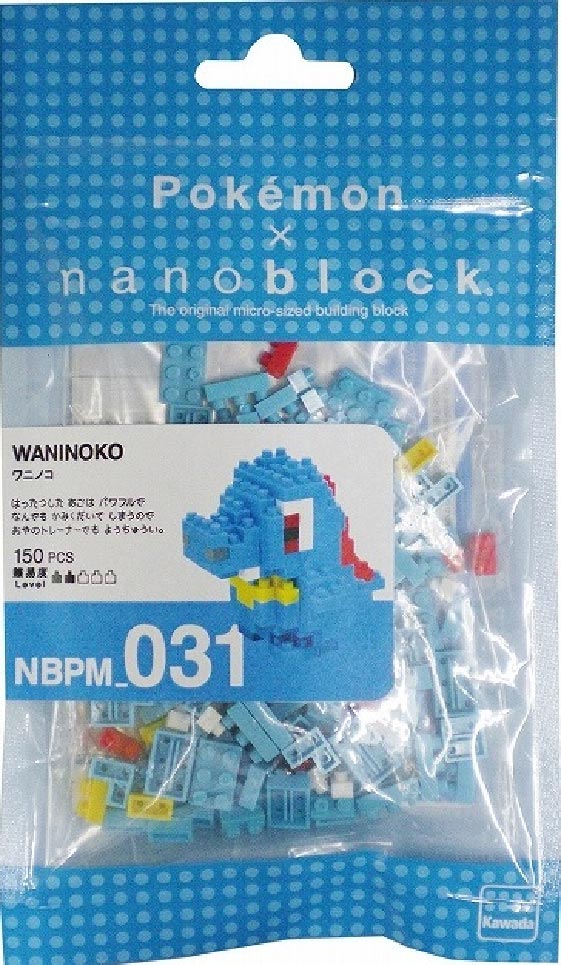 Pokémon
×
nanoblock®
The original micro-sized building block
WANINOKO
ワニノコ
はったつした あごは パワフルで
なんでも かみくだいて しまうので
おやのトレーナーでも ようちゅうい。
150 PCS
難易度
Level
NBPM_031
Kawada